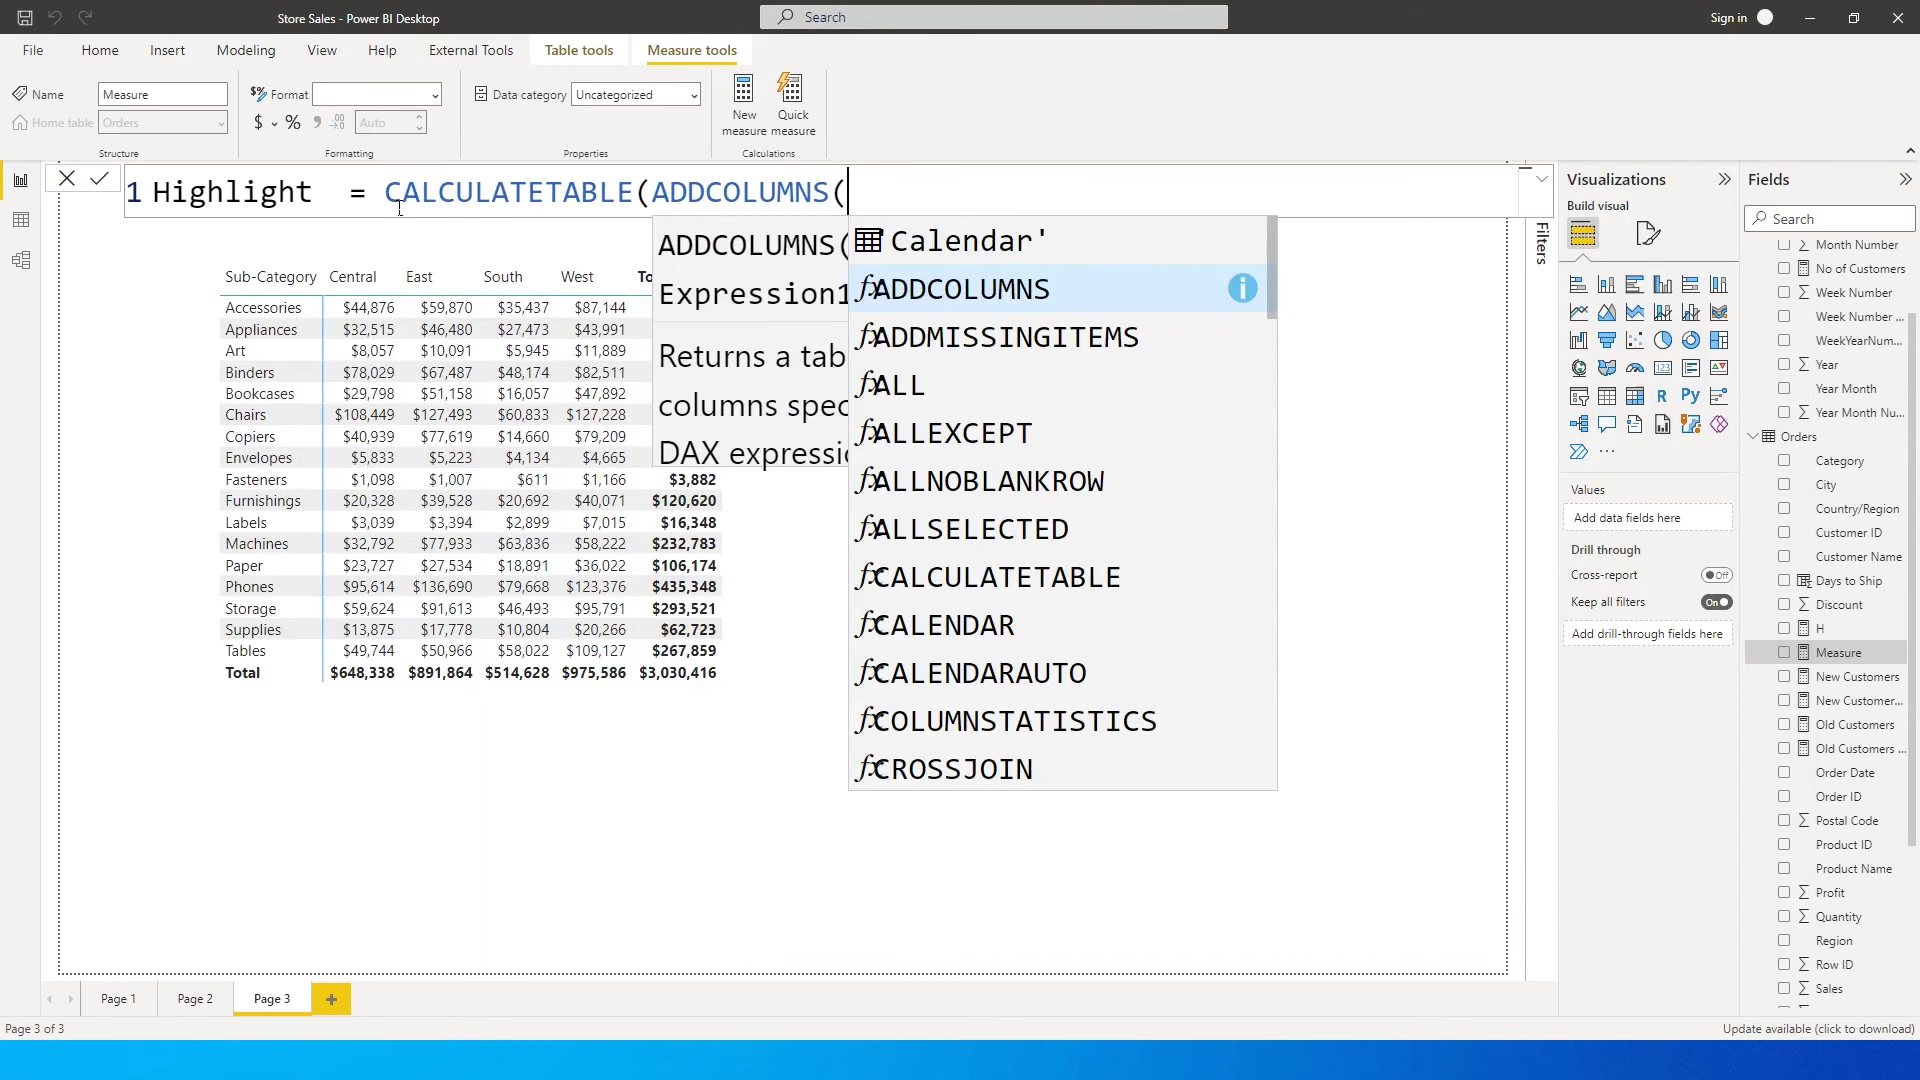 Store Sales - Power BI Desktop
Search
Sign in
File
Home
Insert
Modeling
View
Help
External Tools
Table tools
Measure tools
Name
Measure
Home table
Orders
Structure
Format
$ % Auto
Formatting
Data category
Uncategorized
Properties
New measure
Quick measure
Calculations
1 Highlight = CALCULATETABLE(ADDCOLUMNS(
ADDCOLUMNS(
Expression1
Returns a tab
columns spec
DAX expressio
'Calendar'
ADDCOLUMNS
ADDMISSINGITEMS
ALL
ALLEXCEPT
ALLNOBLANKROW
ALLSELECTED
CALCULATETABLE
CALENDAR
CALENDARAUTO
COLUMNSTATISTICS
CROSSJOIN
Sub-Category Central East South West To
Accessories $44,876 $59,870 $35,437 $87,144
Appliances $32,515 $46,480 $27,473 $43,991
Art $8,057 $10,091 $5,945 $11,889
Binders $78,029 $67,487 $48,174 $82,511
Bookcases $29,798 $51,158 $16,057 $47,892
Chairs $108,449 $127,493 $60,833 $127,228
Copiers $40,939 $77,619 $14,660 $79,209
Envelopes $5,833 $5,223 $4,134 $4,665
Fasteners $1,098 $1,007 $611 $1,166 $3,882
Furnishings $20,328 $39,528 $20,692 $40,071 $120,620
Labels $3,039 $3,394 $2,899 $7,015 $16,348
Machines $32,792 $77,933 $63,836 $58,222 $232,783
Paper $23,727 $27,534 $18,891 $36,022 $106,174
Phones $95,614 $136,690 $79,668 $123,376 $435,348
Storage $59,624 $91,613 $46,493 $95,791 $293,521
Supplies $13,875 $17,778 $10,804 $20,266 $62,723
Tables $49,744 $50,966 $58,022 $109,127 $267,859
Total $648,338 $891,864 $514,628 $975,586 $3,030,416
Filters
Visualizations
Build visual
Values
Add data fields here
Drill through
Cross-report
Off
Keep all filters
On
Add drill-through fields here
Fields
Search
Month Number
No of Customers
Week Number
Week Number ...
WeekYearNum...
Year
Year Month
Year Month Nu...
Orders
Category
City
Country/Region
Customer ID
Customer Name
Days to Ship
Discount
H
Measure
New Customers
New Customer...
Old Customers
Old Customers ...
Order Date
Order ID
Postal Code
Product ID
Product Name
Profit
Quantity
Region
Row ID
Sales
Page 1
Page 2
Page 3
Page 3 of 3
Update available (click to download)